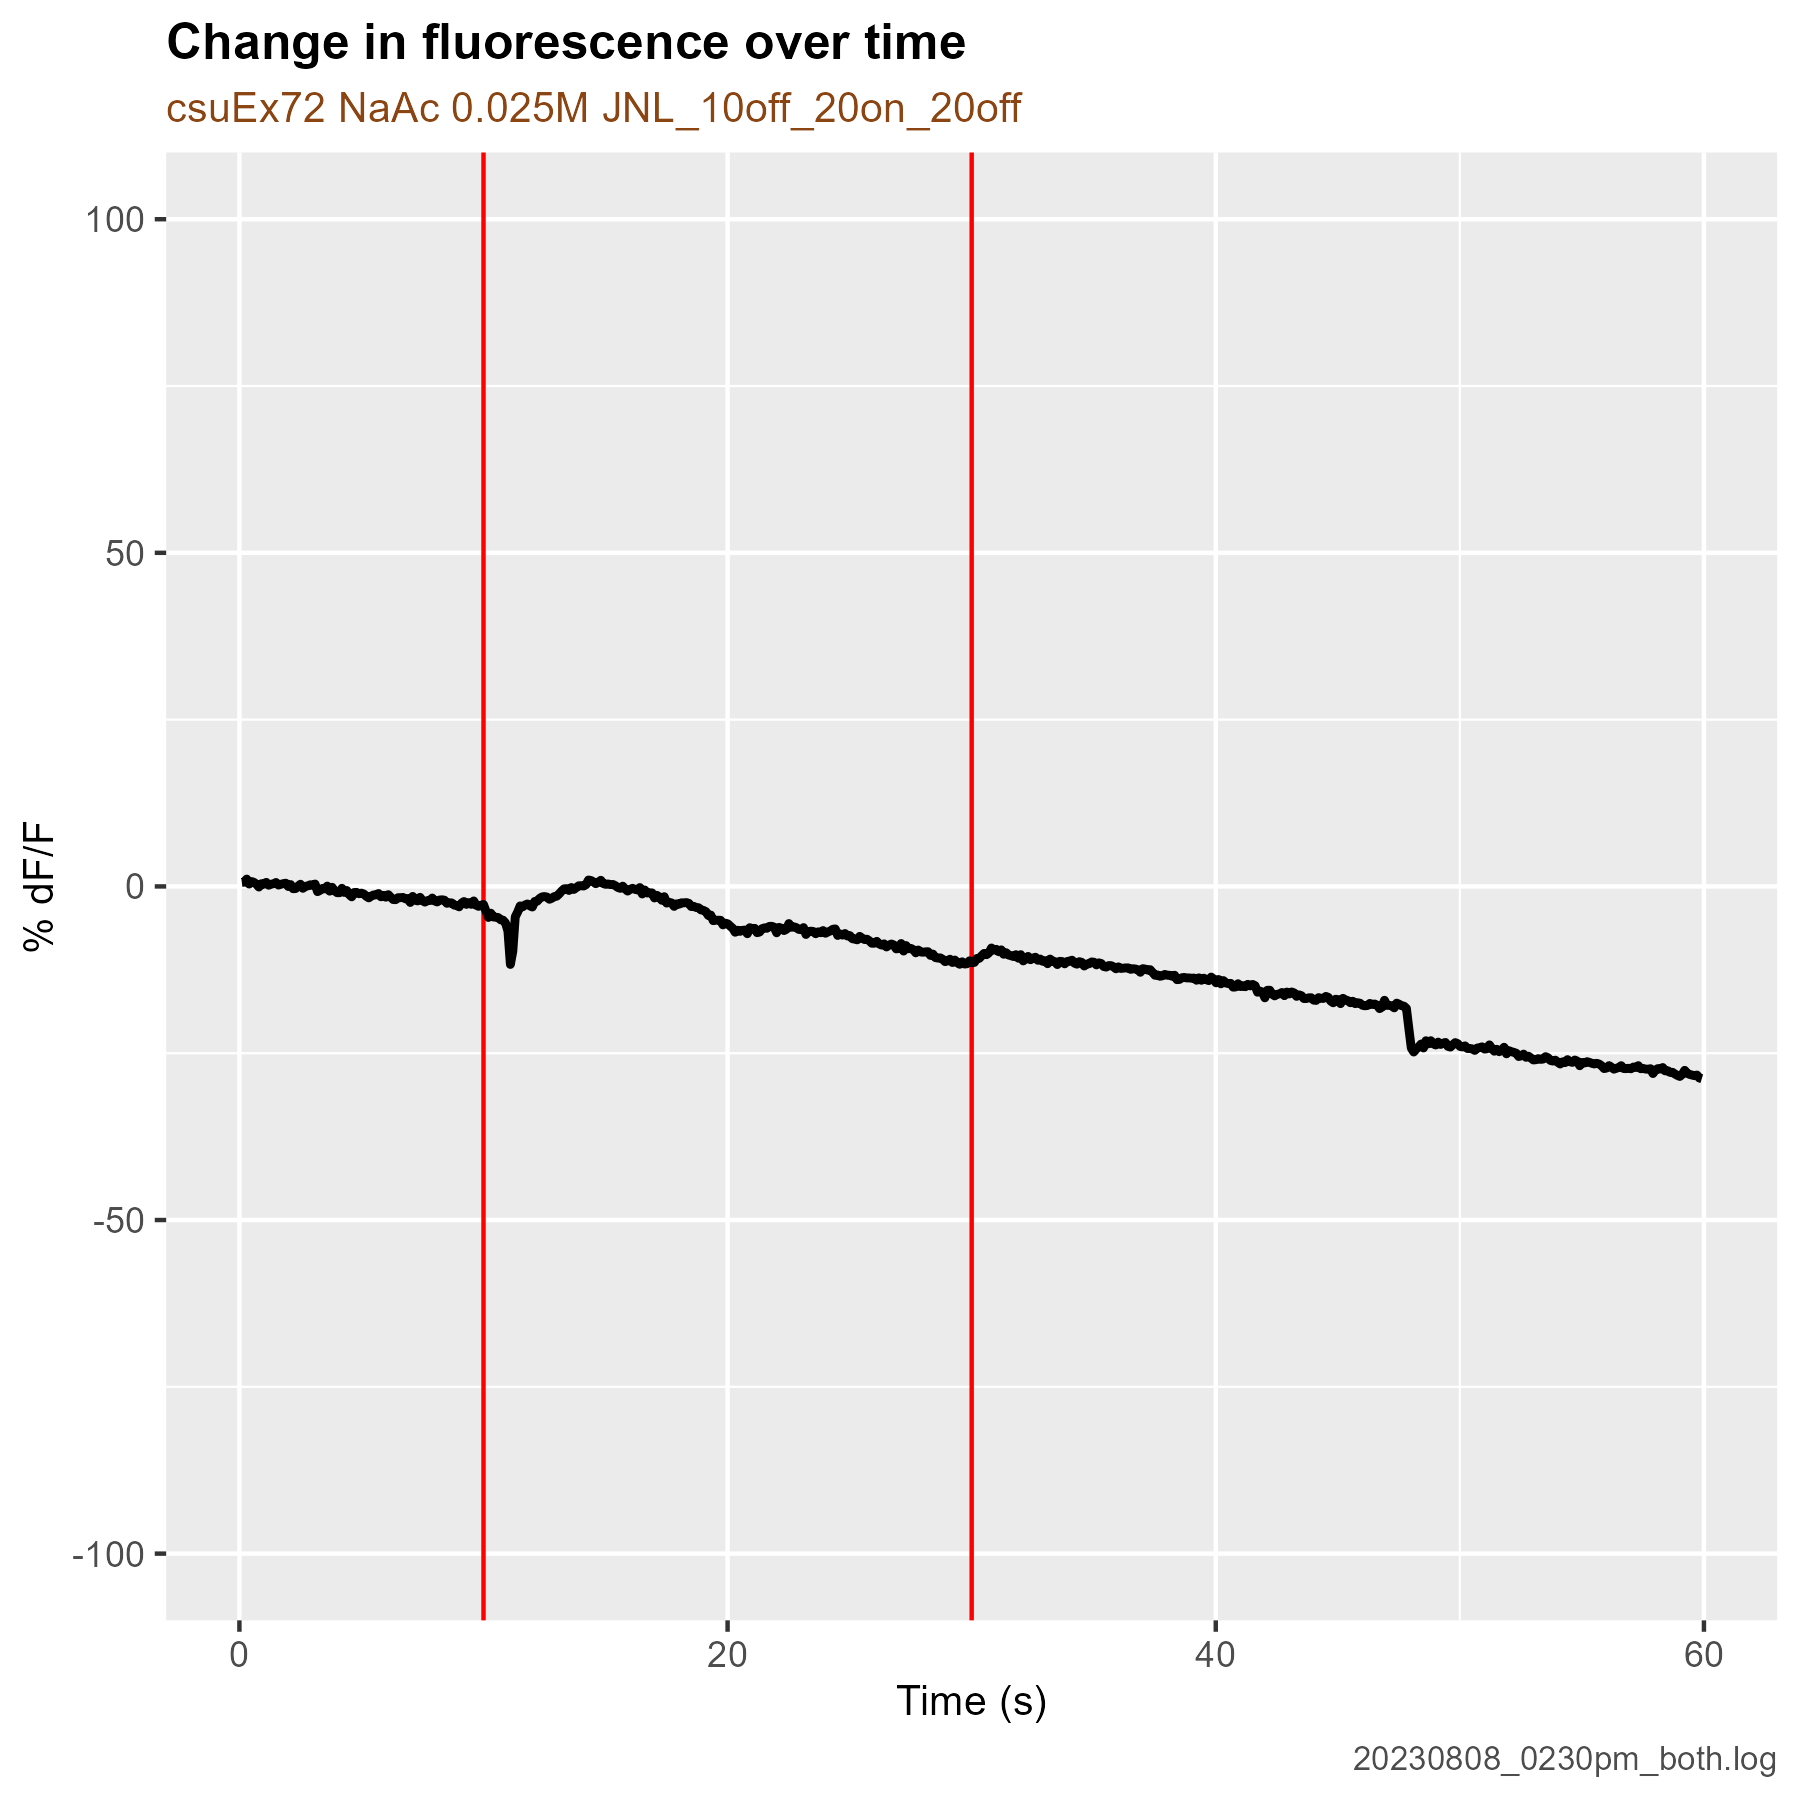 Change in fluorescence over time
csuEx72 NaAc 0.025M JNL_10off_20on_20off
100
50
0
-50
-100
% dF/F
0 20 40 60
Time (s)
20230808_0230pm_both.log